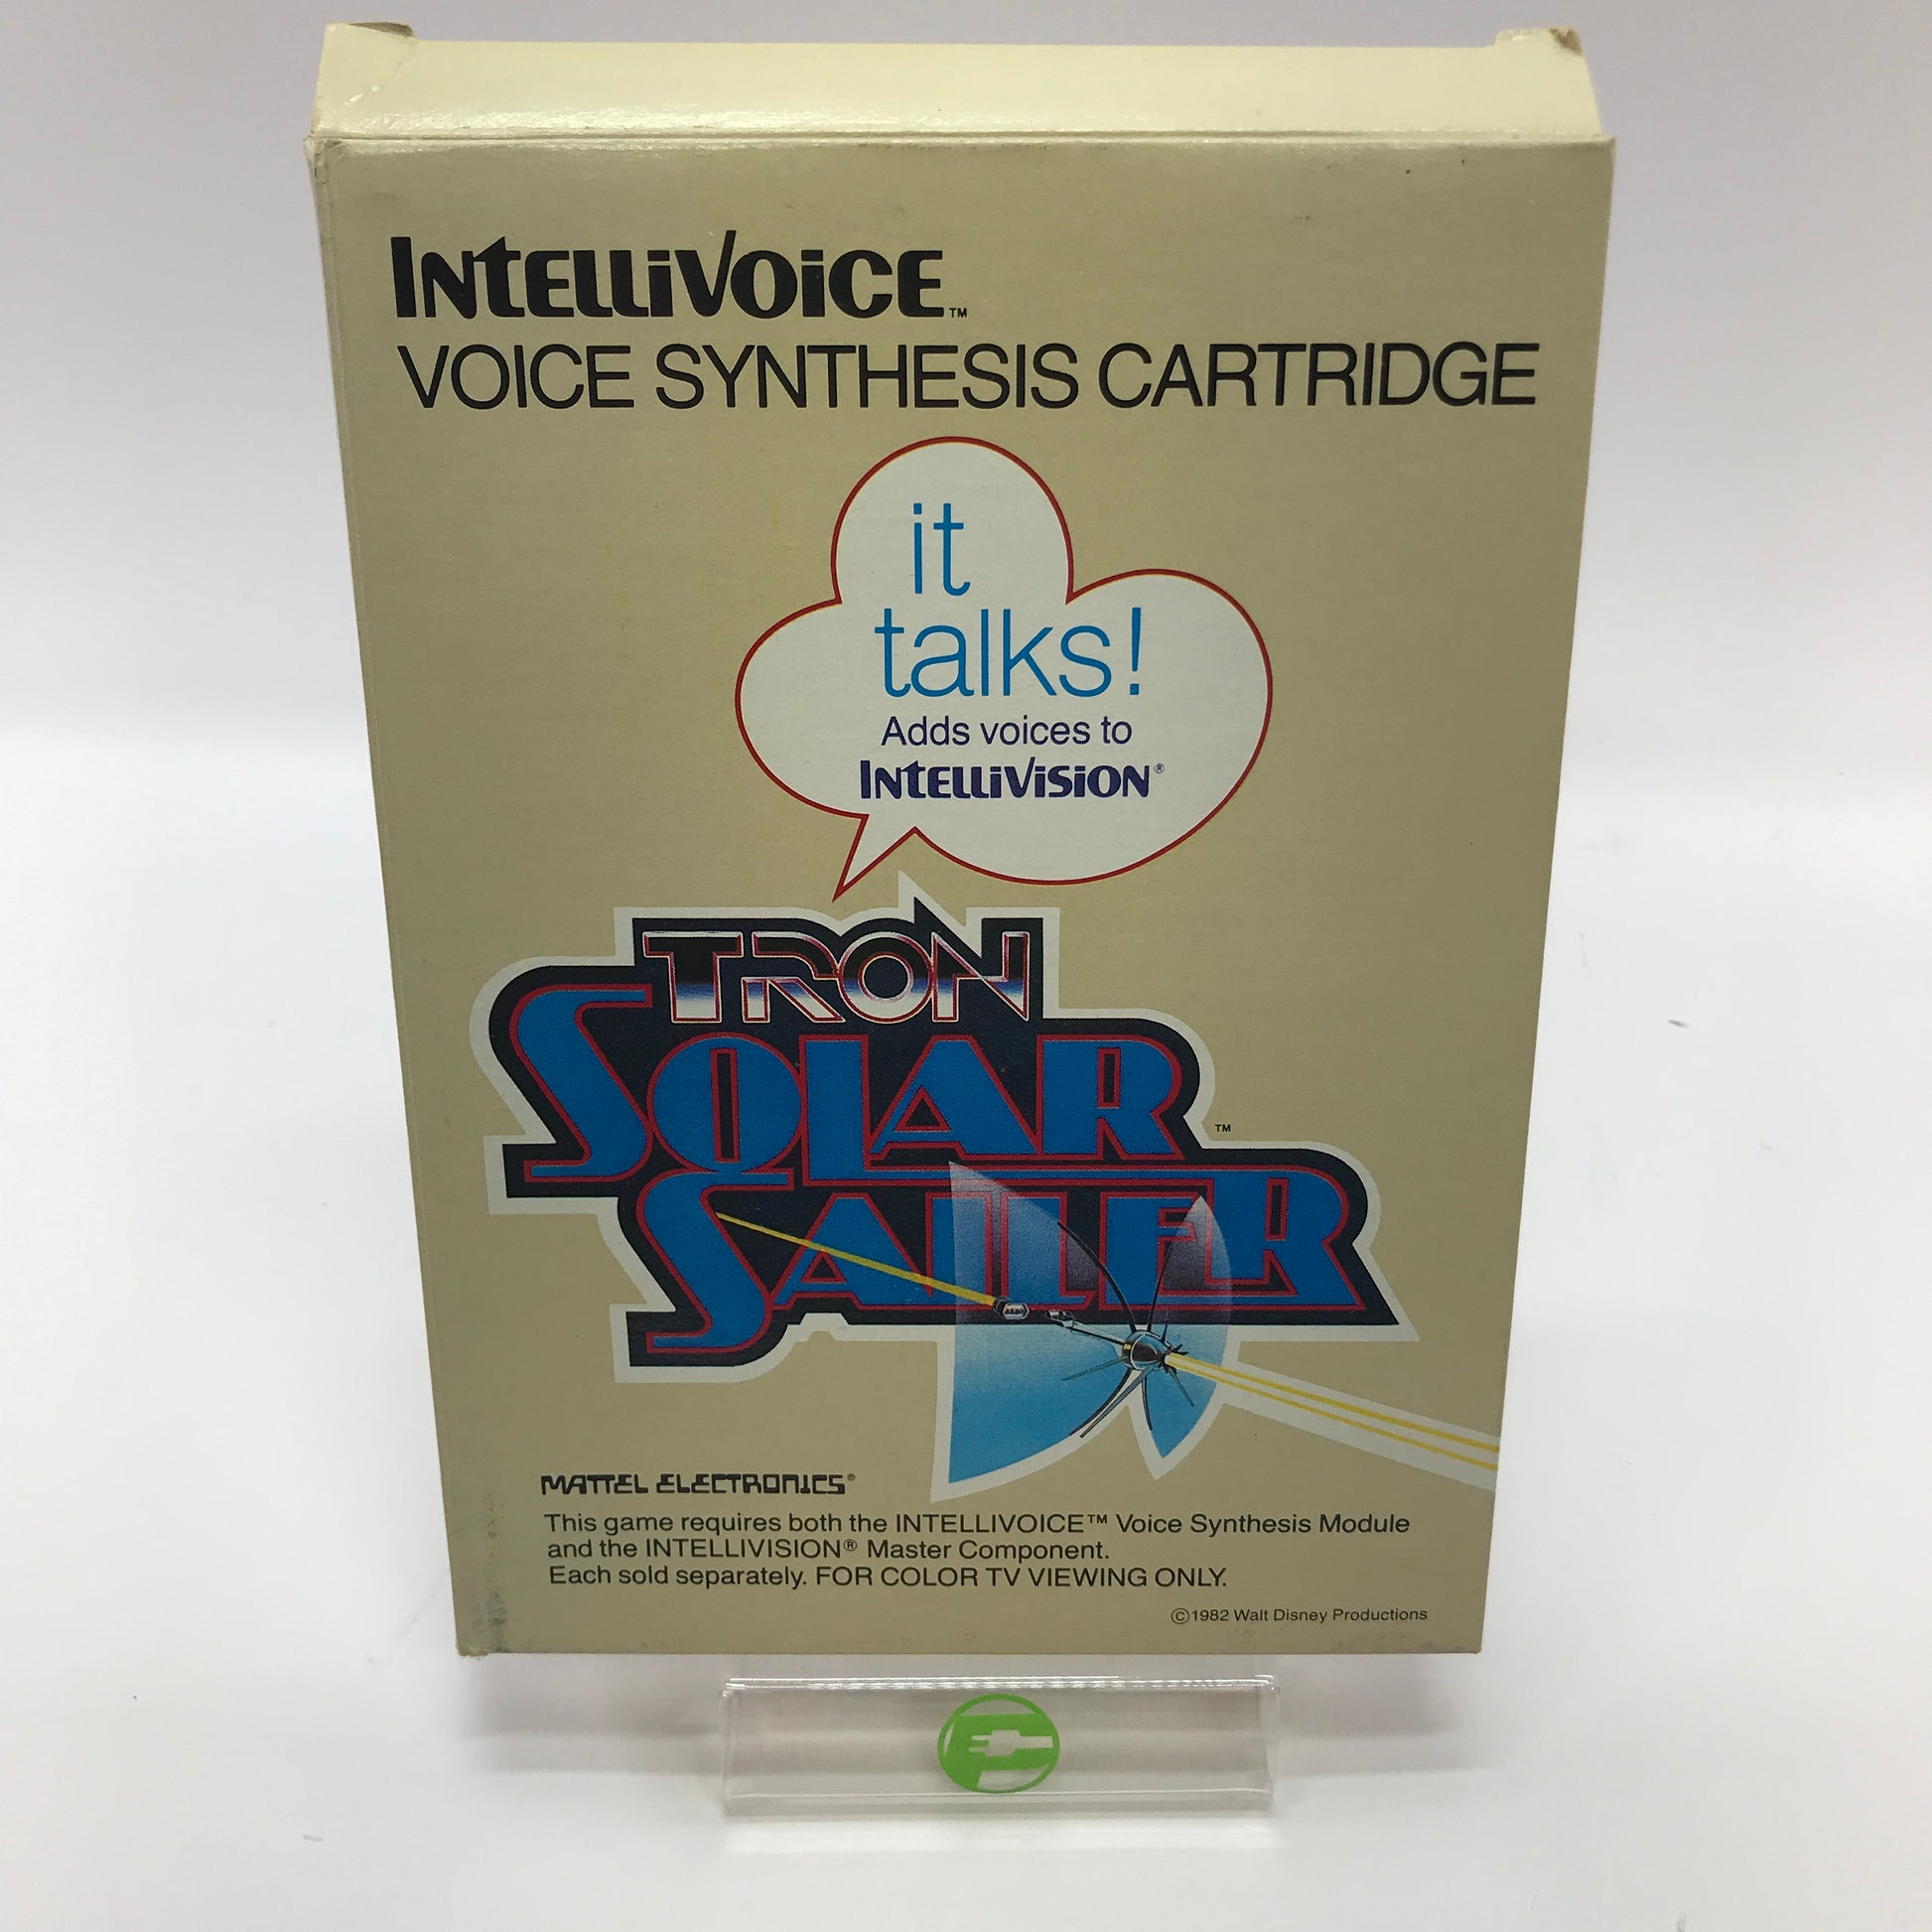 INTELLIVOICE™
VOICE SYNTHESIS CARTRIDGE
it
talks!
Adds voices to
INTELLIVISION®
TRON
SOLAR
SAILER™
MATTEL ELECTRONICS®
This game requires both the INTELLIVOICE™ Voice Synthesis Module
and the INTELLIVISION® Master Component.
Each sold separately. FOR COLOR TV VIEWING ONLY.
©1982 Walt Disney Productions